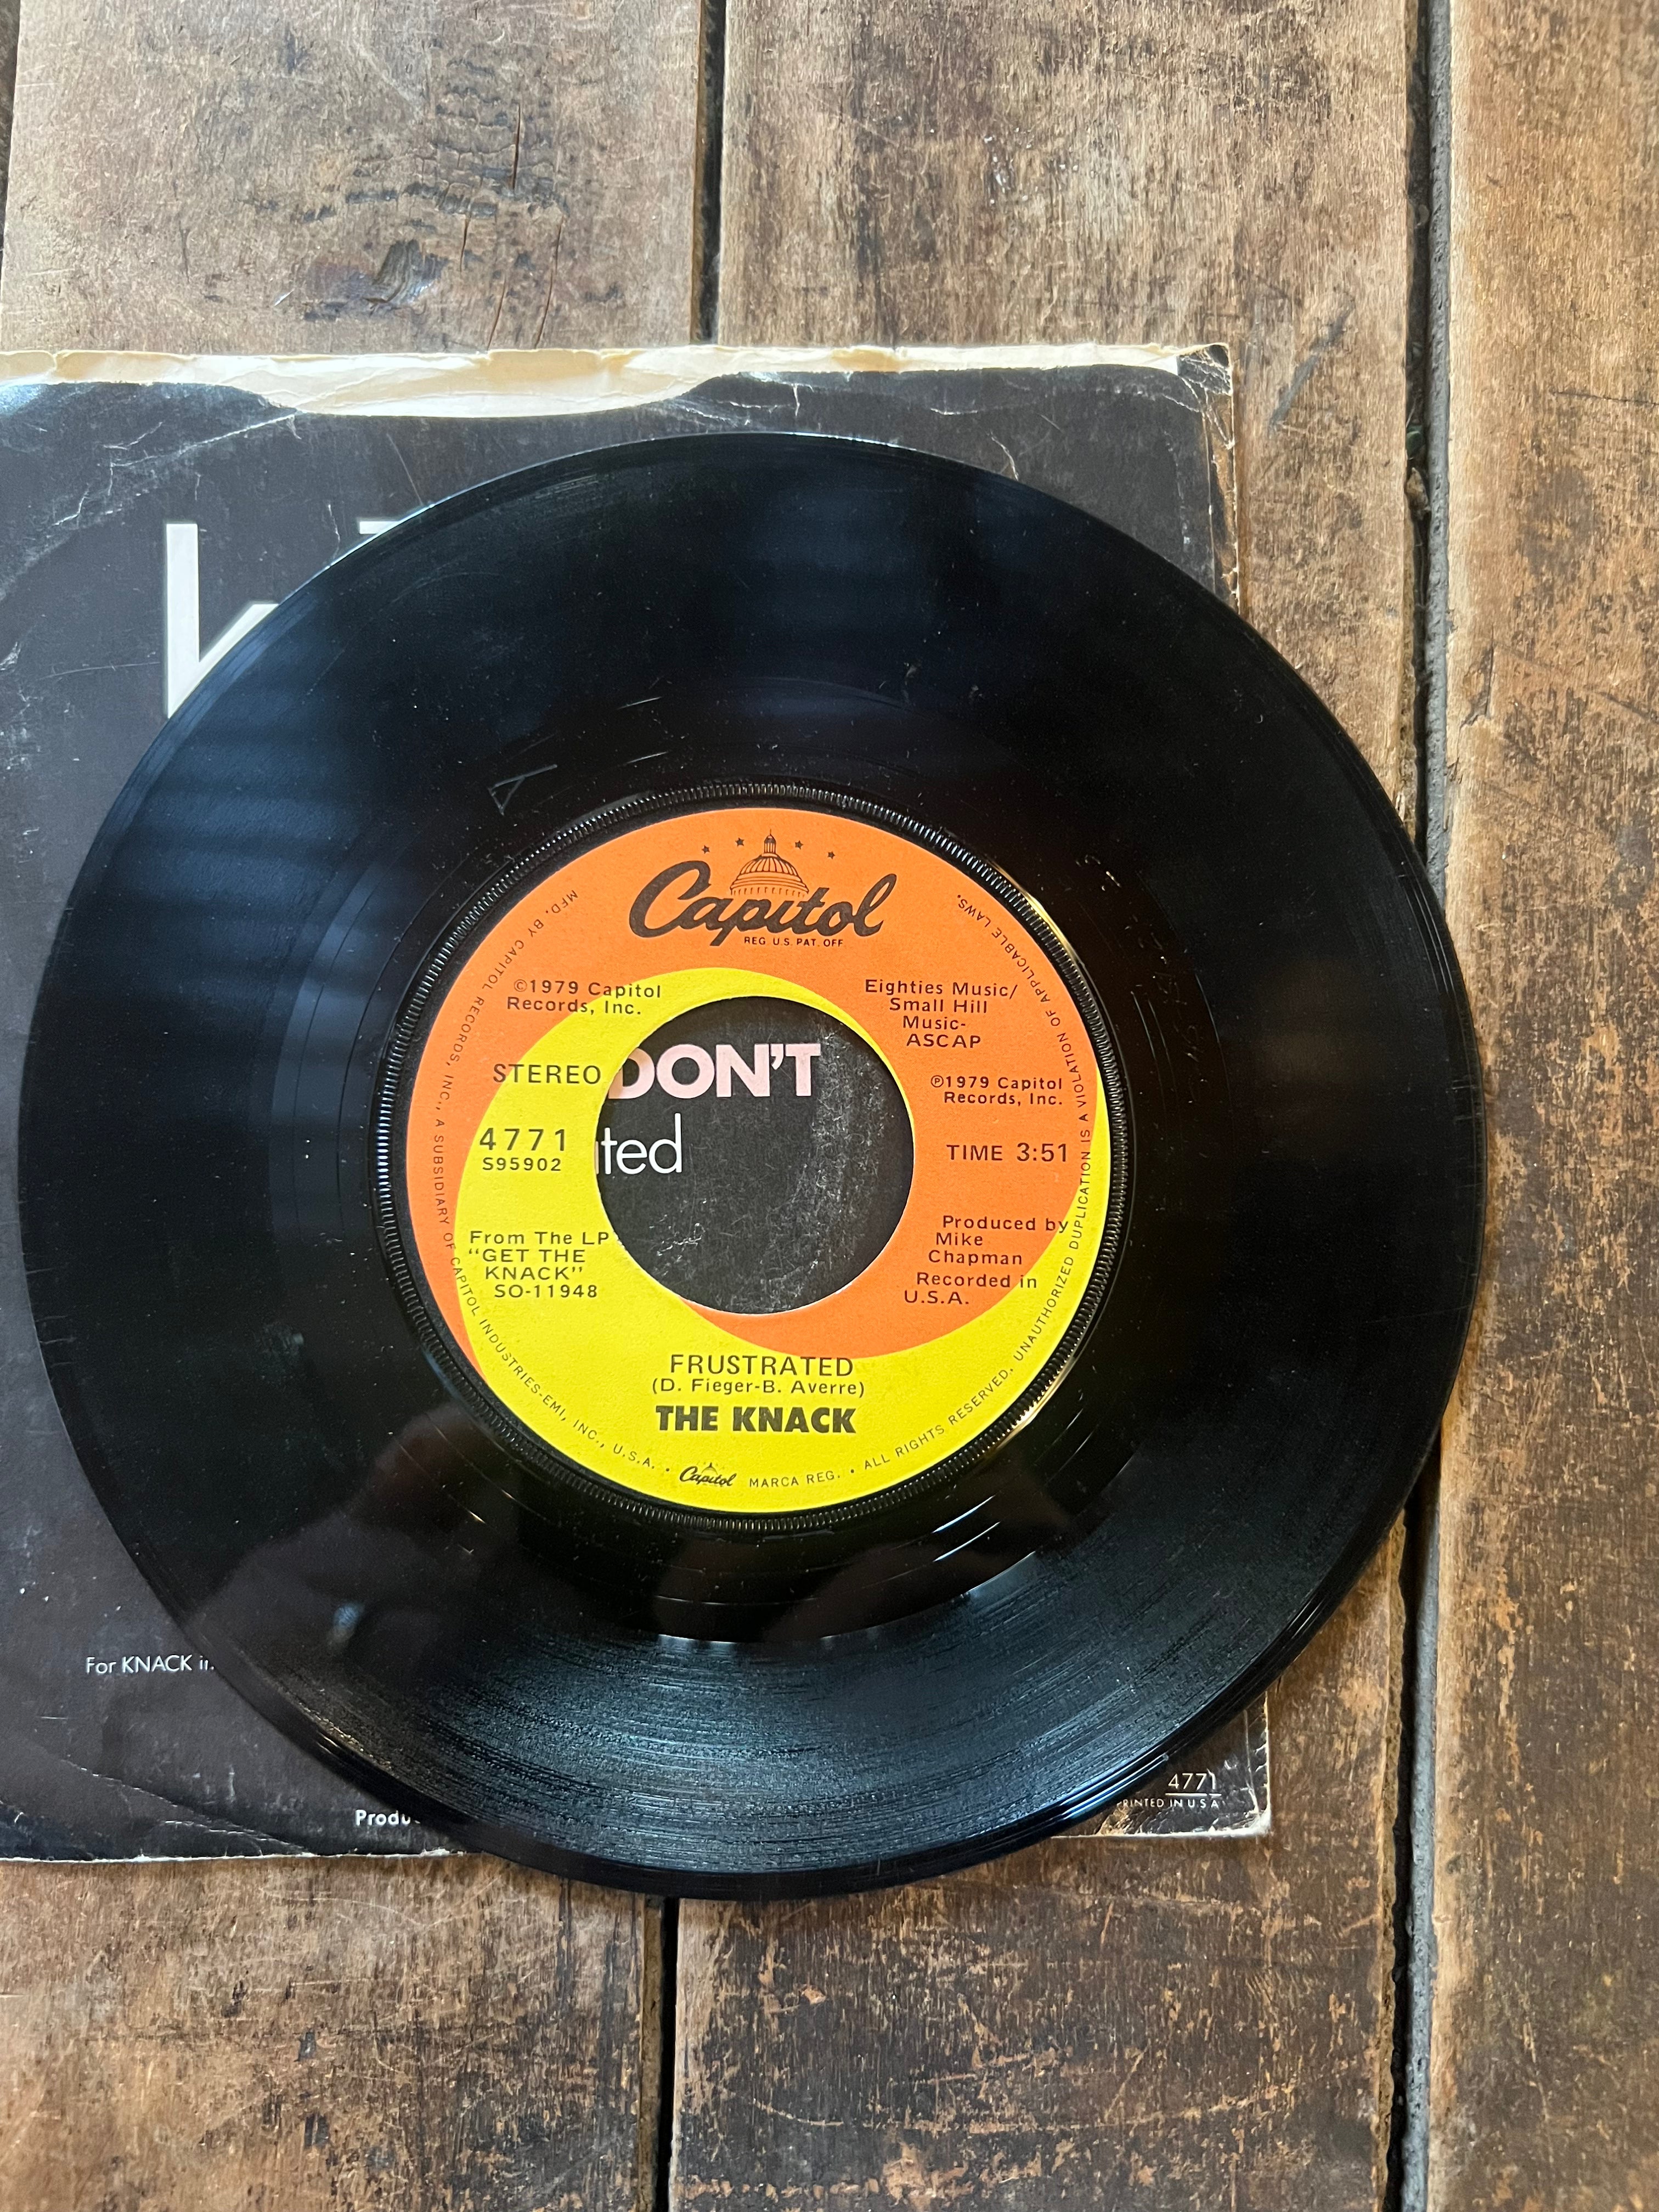 Capitol
REG. U.S. PAT. OFF.
©1979 Capitol
Records, Inc.
Eighties Music/
Small Hill
Music-
ASCAP
STEREO
℗1979 Capitol
Records, Inc.
4771
S95902
TIME 3:51
From The LP
"GET THE
KNACK"
SO-11948
Produced by
Mike
Chapman
Recorded in
U.S.A.
FRUSTRATED
(D. Fieger-B. Averre)
THE KNACK
MFD. BY CAPITOL RECORDS, INC., A SUBSIDIARY OF CAPITOL INDUSTRIES-EMI, INC., U.S.A. • Capitol MARCA REG. • ALL RIGHTS RESERVED. UNAUTHORIZED DUPLICATION IS A VIOLATION OF APPLICABLE LAWS.
DON'T
ted
For KNACK
4771
PRINTED IN U S A